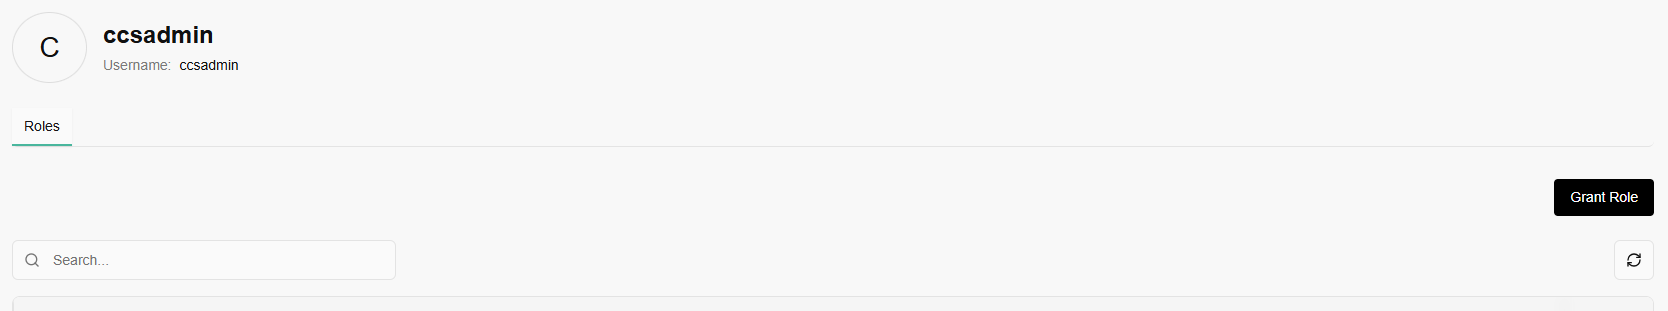 C
ccsadmin
Username: ccsadmin
Roles
Grant Role
Search...